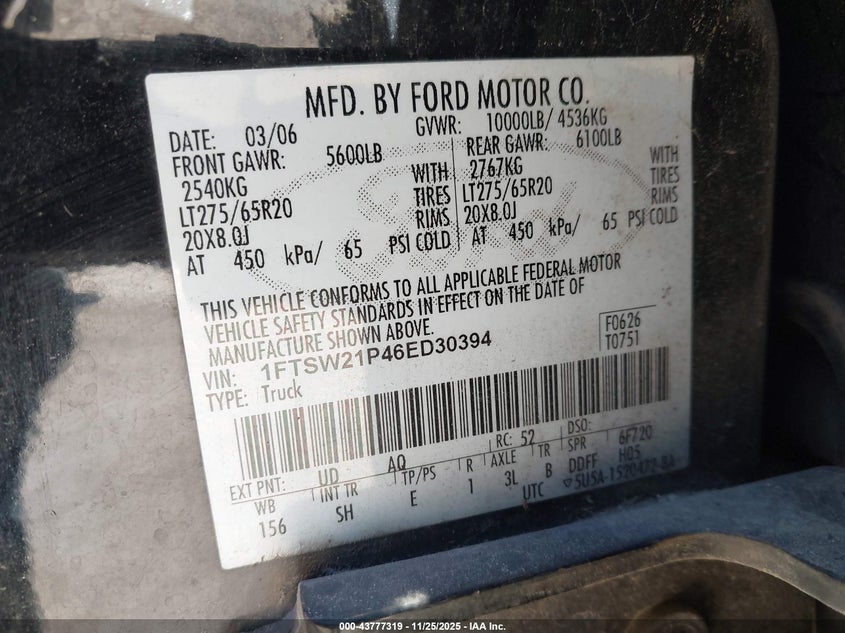 MFD. BY FORD MOTOR CO.
DATE: 03/06 GVWR: 10000LB/ 4536KG
FRONT GAWR: 5600LB REAR GAWR: 6100LB
2540KG WITH 2767KG WITH
LT275/65R20 TIRES LT275/65R20 TIRES
20X8.0J RIMS 20X8.0J RIMS
AT 450 kPa/ 65 PSI COLD AT 450 kPa/ 65 PSI COLD
THIS VEHICLE CONFORMS TO ALL APPLICABLE FEDERAL MOTOR
VEHICLE SAFETY STANDARDS IN EFFECT ON THE DATE OF
MANUFACTURE SHOWN ABOVE.
VIN: 1FTSW21P46ED30394 F0626
TYPE: Truck T0751
EXT PNT: UD AQ RC: 52 DSO: 6F720
WB INT TR TP/PS R AXLE TR SPR H05
156 SH E 1 3L B DDFF
UTC 5U5A-1520472-BA
000-43777319 - 11/25/2025 - IAA Inc.